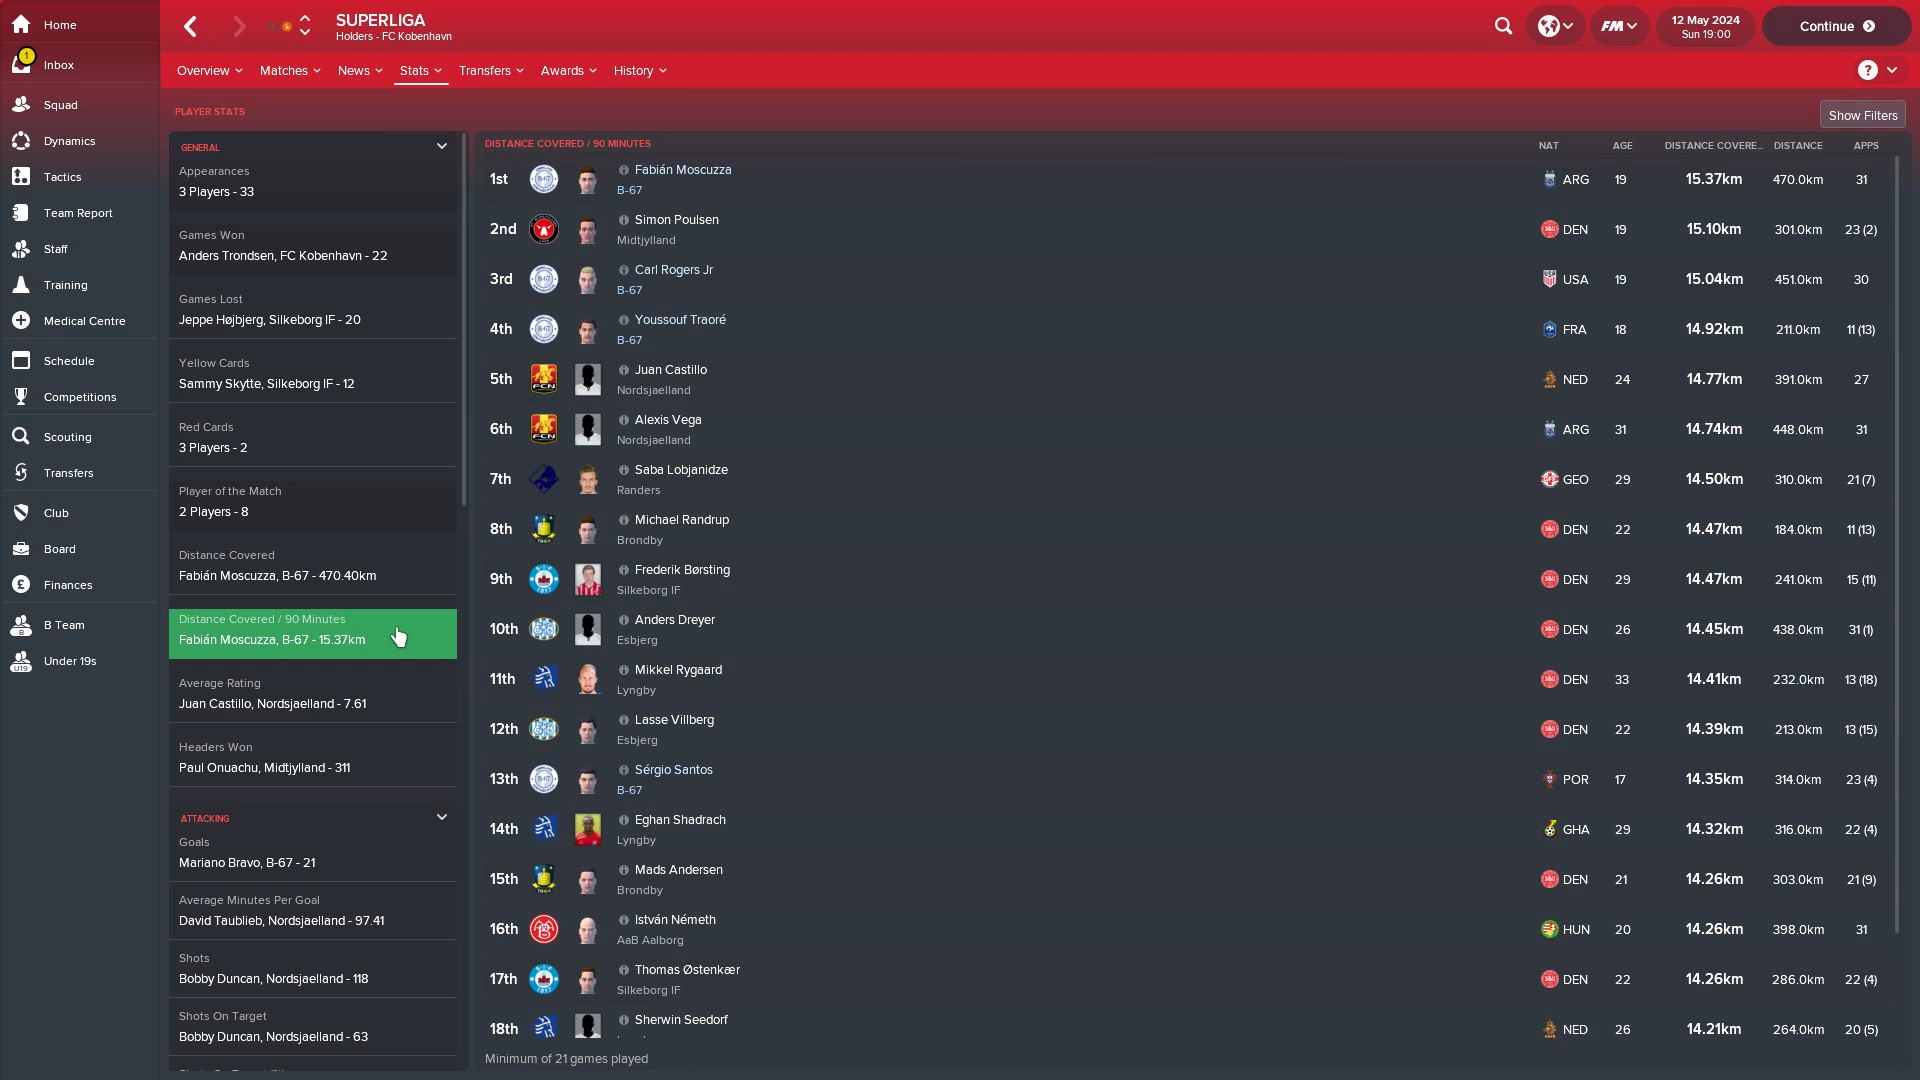 Home
1
Inbox
Squad
Dynamics
Tactics
Team Report
Staff
Training
Medical Centre
Schedule
Competitions
Scouting
Transfers
Club
Board
Finances
B
B Team
U19
Under 19s
SUPERLIGA
Holders - FC Kobenhavn
FM
12 May 2024
Sun 19:00
Continue
Overview
Matches
News
Stats
Transfers
Awards
History
?
PLAYER STATS
Show Filters
GENERAL
Appearances
3 Players - 33
Games Won
Anders Trondsen, FC Kobenhavn - 22
Games Lost
Jeppe Højbjerg, Silkeborg IF - 20
Yellow Cards
Sammy Skytte, Silkeborg IF - 12
Red Cards
3 Players - 2
Player of the Match
2 Players - 8
Distance Covered
Fabián Moscuzza, B-67 - 470.40km
Distance Covered / 90 Minutes
Fabián Moscuzza, B-67 - 15.37km
Average Rating
Juan Castillo, Nordsjaelland - 7.61
Headers Won
Paul Onuachu, Midtjylland - 311
ATTACKING
Goals
Mariano Bravo, B-67 - 21
Average Minutes Per Goal
David Taublieb, Nordsjaelland - 97.41
Shots
Bobby Duncan, Nordsjaelland - 118
Shots On Target
Bobby Duncan, Nordsjaelland - 63
DISTANCE COVERED / 90 MINUTES NAT AGE DISTANCE COVERE... DISTANCE APPS
1st Fabián Moscuzza ARG 19 15.37km 470.0km 31
B-67
2nd Simon Poulsen DEN 19 15.10km 301.0km 23 (2)
Midtjylland
3rd Carl Rogers Jr USA 19 15.04km 451.0km 30
B-67
4th Youssouf Traoré FRA 18 14.92km 211.0km 11 (13)
B-67
5th Juan Castillo NED 24 14.77km 391.0km 27
Nordsjaelland
6th Alexis Vega ARG 31 14.74km 448.0km 31
Nordsjaelland
7th Saba Lobjanidze GEO 29 14.50km 310.0km 21 (7)
Randers
8th Michael Randrup DEN 22 14.47km 184.0km 11 (13)
Brondby
9th Frederik Børsting DEN 29 14.47km 241.0km 15 (11)
Silkeborg IF
10th Anders Dreyer DEN 26 14.45km 438.0km 31 (1)
Esbjerg
11th Mikkel Rygaard DEN 33 14.41km 232.0km 13 (18)
Lyngby
12th Lasse Villberg DEN 22 14.39km 213.0km 13 (15)
Esbjerg
13th Sérgio Santos POR 17 14.35km 314.0km 23 (4)
B-67
14th Eghan Shadrach GHA 29 14.32km 316.0km 22 (4)
Lyngby
15th Mads Andersen DEN 21 14.26km 303.0km 21 (9)
Brondby
16th István Németh HUN 20 14.26km 398.0km 31
AaB Aalborg
17th Thomas Østenkær DEN 22 14.26km 286.0km 22 (4)
Silkeborg IF
18th Sherwin Seedorf NED 26 14.21km 264.0km 20 (5)
Minimum of 21 games played